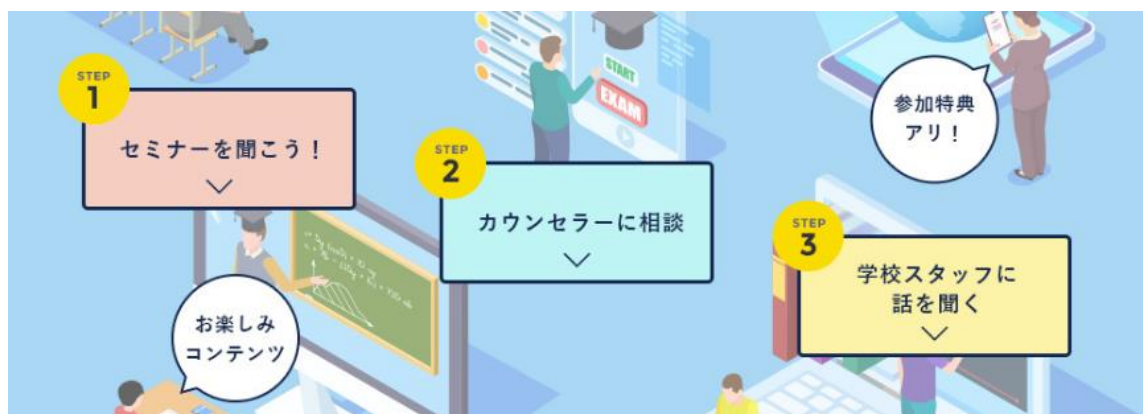 STEP
1
セミナーを聞こう！
STEP
2
カウンセラーに相談
STEP
3
学校スタッフに
話を聞く
参加特典
アリ！
お楽しみ
コンテンツ
START
EXAM